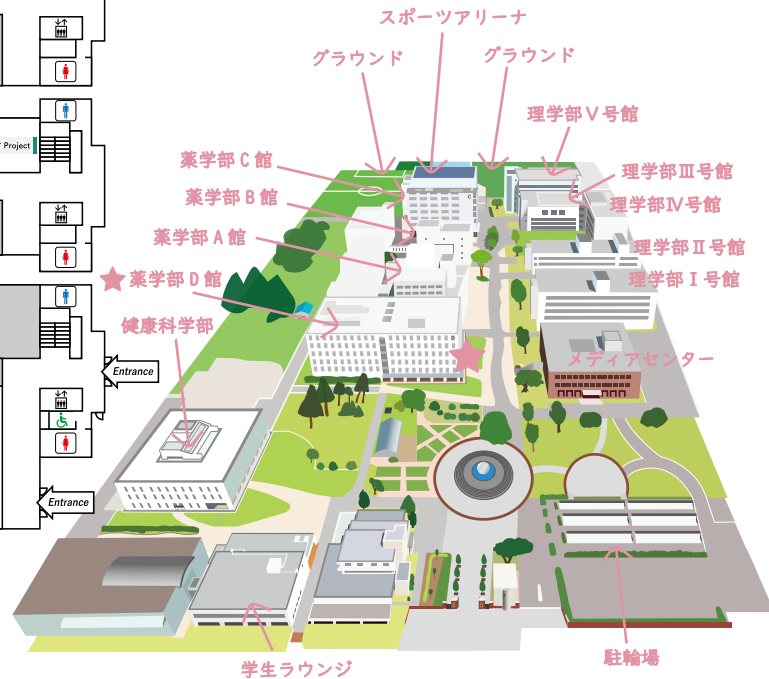 スポーツアリーナ
グラウンド
グラウンド
理学部Ⅴ号館
Project
薬学部C館
理学部Ⅲ号館
薬学部B館
理学部Ⅳ号館
薬学部A館
理学部Ⅱ号館
薬学部D館
理学部Ⅰ号館
健康科学部
メディアセンター
Entrance
Entrance
学生ラウンジ
駐輪場